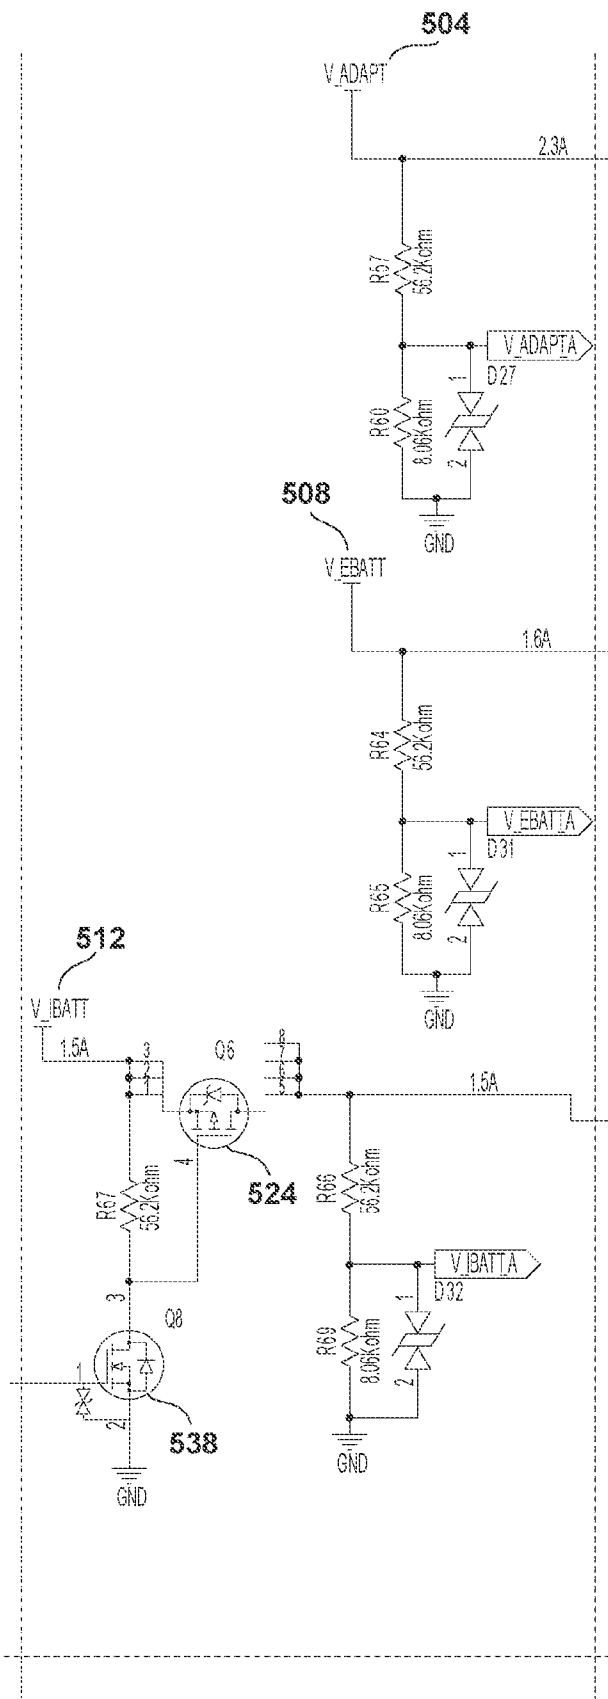 504
V_ADAPT
2.3A
R57
56.2Kohm
V_ADAPT_A
D27
1
R60
8.06Kohm
2
GND
508
V_EBATT
1.6A
R64
56.2Kohm
V_EBATT_A
D31
1
R65
8.06Kohm
2
GND
512
V_IBATT
1.5A
3
2
1
Q6
8
7
6
5
1.5A
4
524
R67
56.2Kohm
R66
56.2Kohm
V_IBATT_A
D32
1
R69
8.06Kohm
2
GND
3
Q8
1
2
538
GND